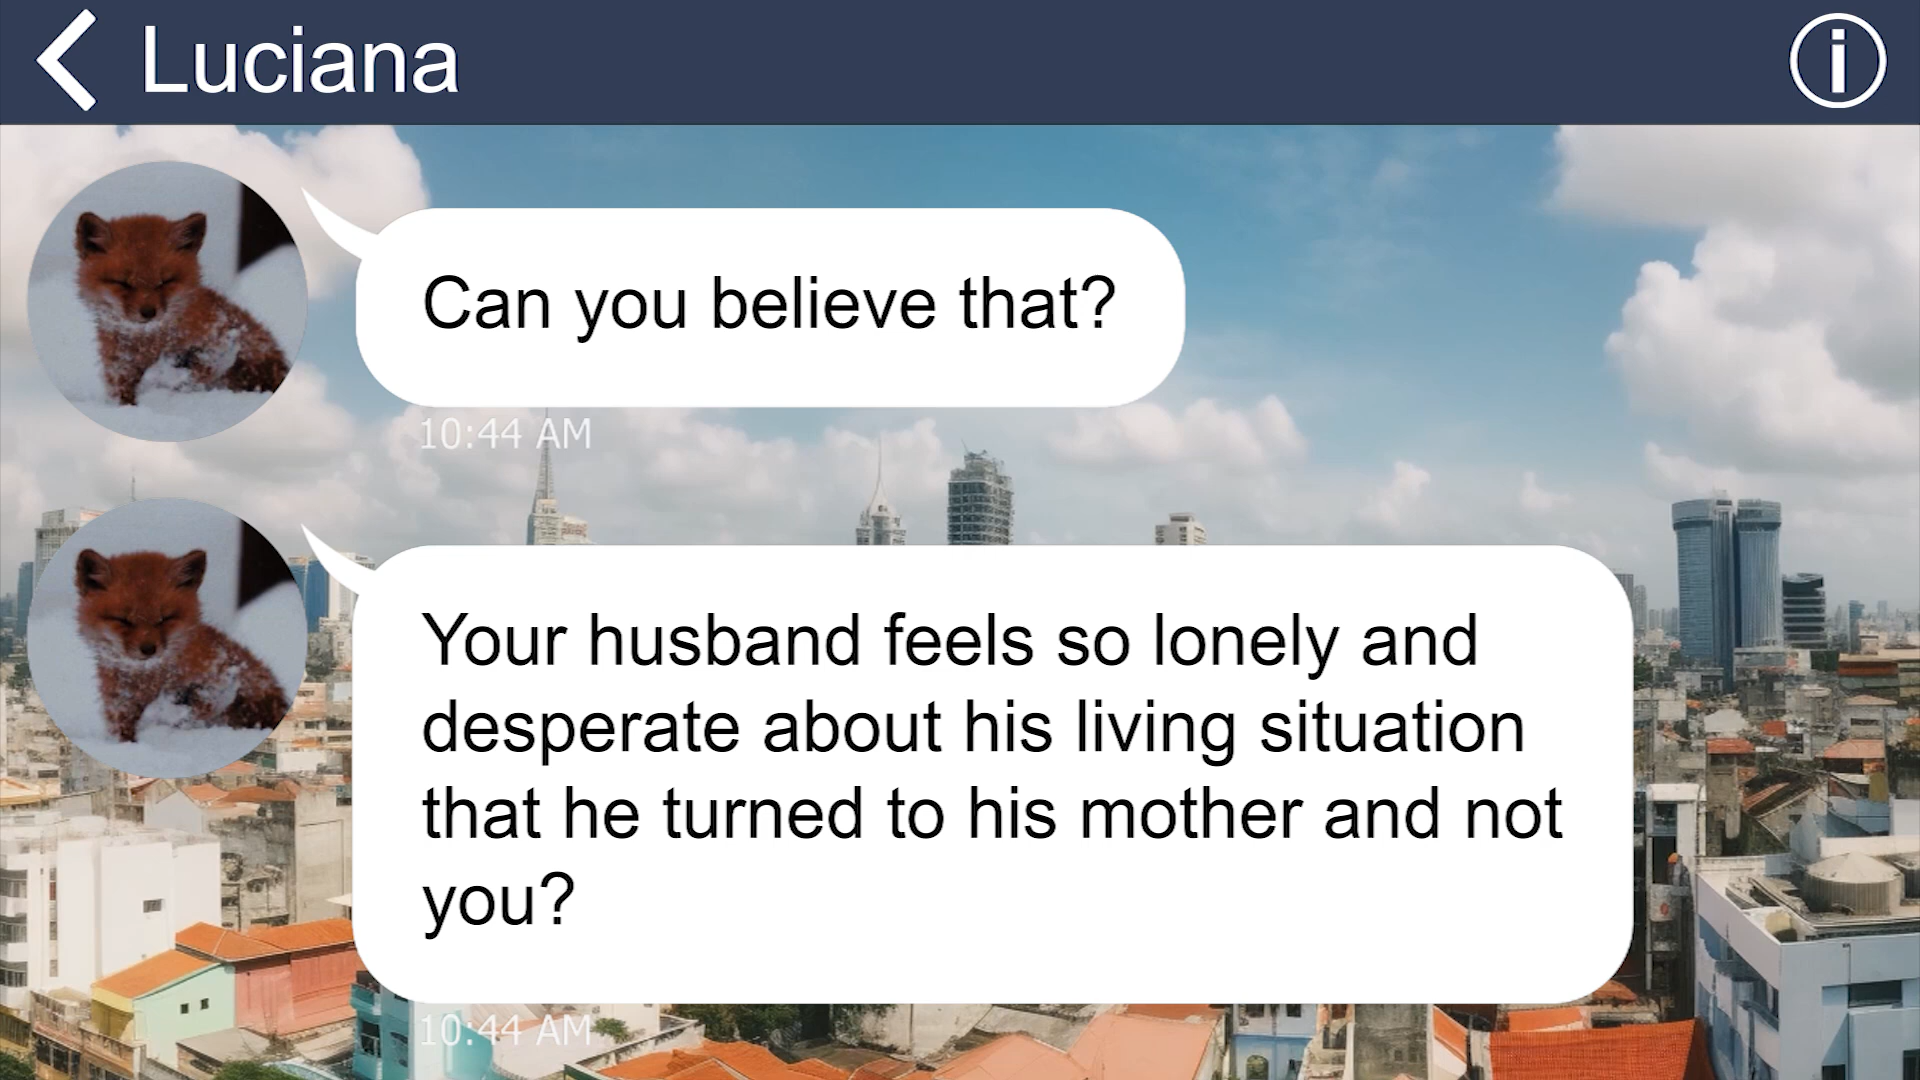 Luciana
Can you believe that?
10:44 AM
Your husband feels so lonely and
desperate about his living situation
that he turned to his mother and not
you?
10:44 AM